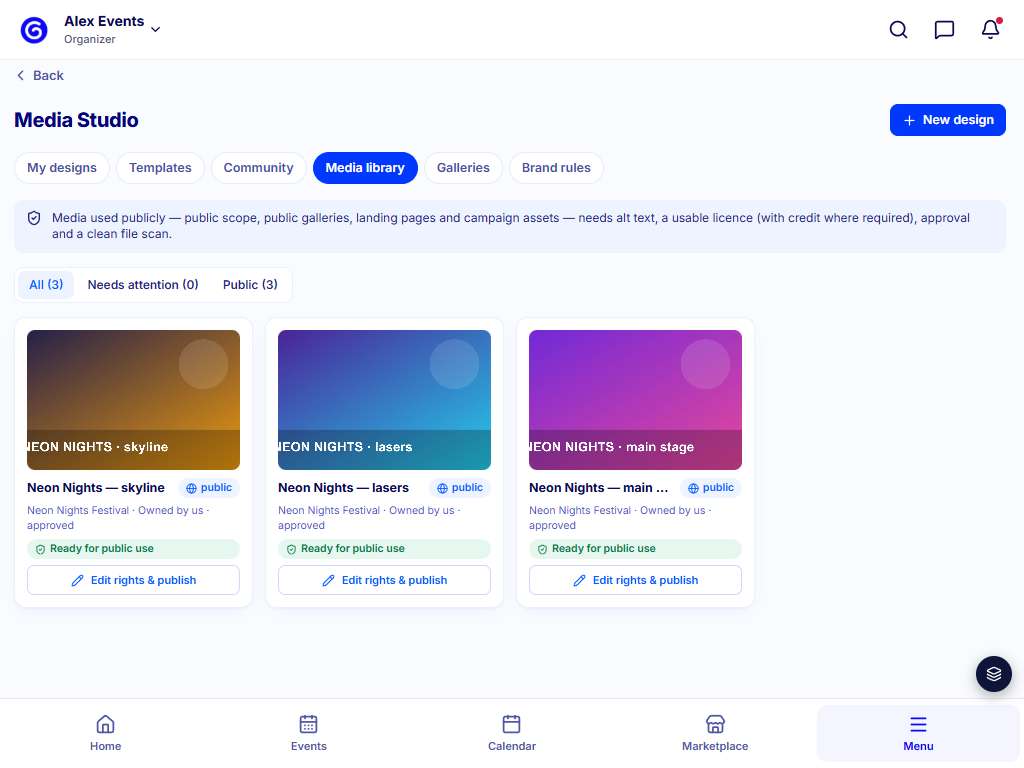 Alex Events
Organizer
Back
Media Studio
New design
My designs
Templates
Community
Media library
Galleries
Brand rules
Media used publicly — public scope, public galleries, landing pages and campaign assets — needs alt text, a usable licence (with credit where required), approval
and a clean file scan.
All (3)
Needs attention (0)
Public (3)
NEON NIGHTS · skyline
Neon Nights — skyline
public
Neon Nights Festival · Owned by us ·
approved
Ready for public use
Edit rights & publish
NEON NIGHTS · lasers
Neon Nights — lasers
public
Neon Nights Festival · Owned by us ·
approved
Ready for public use
Edit rights & publish
NEON NIGHTS · main stage
Neon Nights — main ...
public
Neon Nights Festival · Owned by us ·
approved
Ready for public use
Edit rights & publish
Home
Events
Calendar
Marketplace
Menu